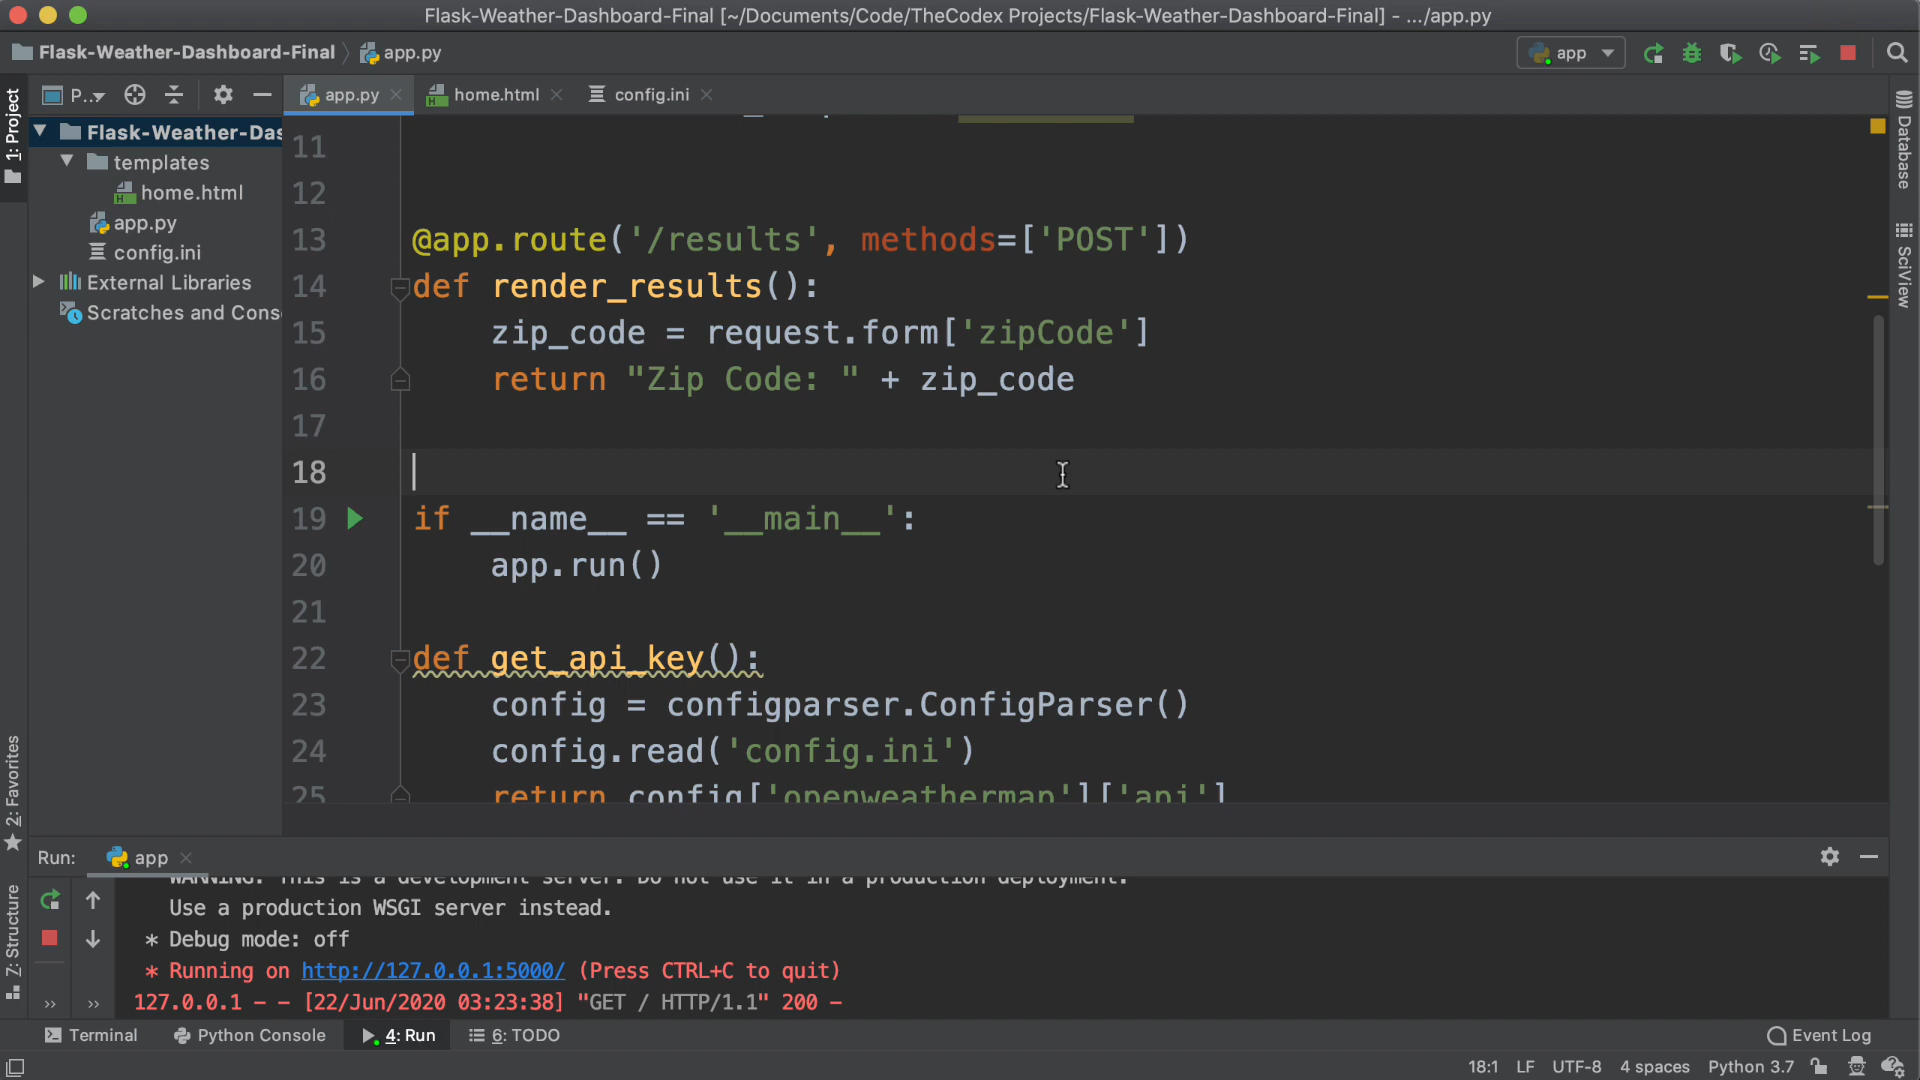 Flask-Weather-Dashboard-Final [~/Documents/Code/TheCodex Projects/Flask-Weather-Dashboard-Final] - .../app.py
Flask-Weather-Dashboard-Final
app.py
app
1: Project
P..
app.py
home.html
config.ini
Flask-Weather-Das
templates
home.html
app.py
config.ini
External Libraries
Scratches and Cons
11
12
13 @app.route('/results', methods=['POST'])
14 def render_results():
15 zip_code = request.form['zipCode']
16 return "Zip Code: " + zip_code
17
18
19 if __name__ == '__main__':
20 app.run()
21
22 def get_api_key():
23 config = configparser.ConfigParser()
24 config.read('config.ini')
25 return config['openweathermap']['api']
Database
SciView
2: Favorites
7: Structure
Run:
app
WARNING: This is a development server. Do not use it in a production deployment.
Use a production WSGI server instead.
* Debug mode: off
* Running on http://127.0.0.1:5000/ (Press CTRL+C to quit)
127.0.0.1 - - [22/Jun/2020 03:23:38] "GET / HTTP/1.1" 200 -
Terminal
Python Console
4: Run
6: TODO
Event Log
18:1
LF
UTF-8
4 spaces
Python 3.7